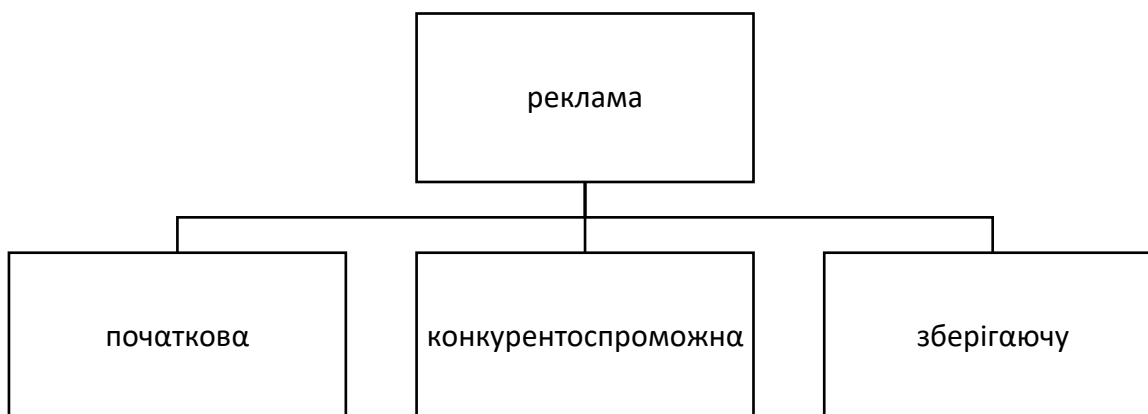 реклама
початкова
конкурентоспроможна
зберігаючу